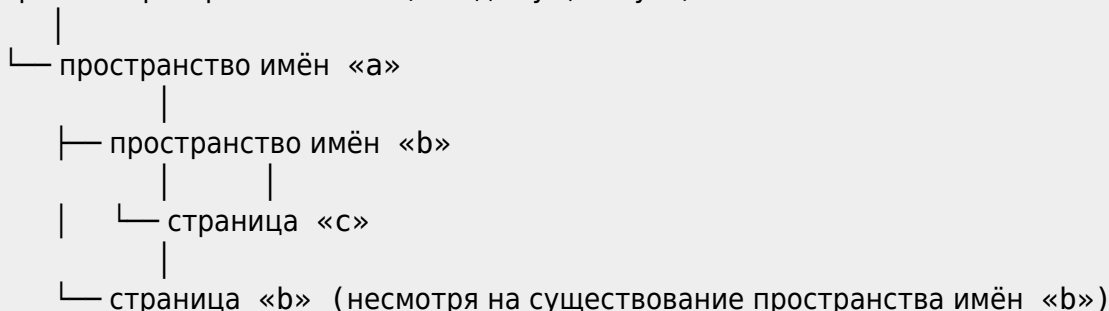 └── пространство имён «a»
├── пространство имён «b»
│ └── страница «c»
└── страница «b» (несмотря на существование пространства имён «b»)